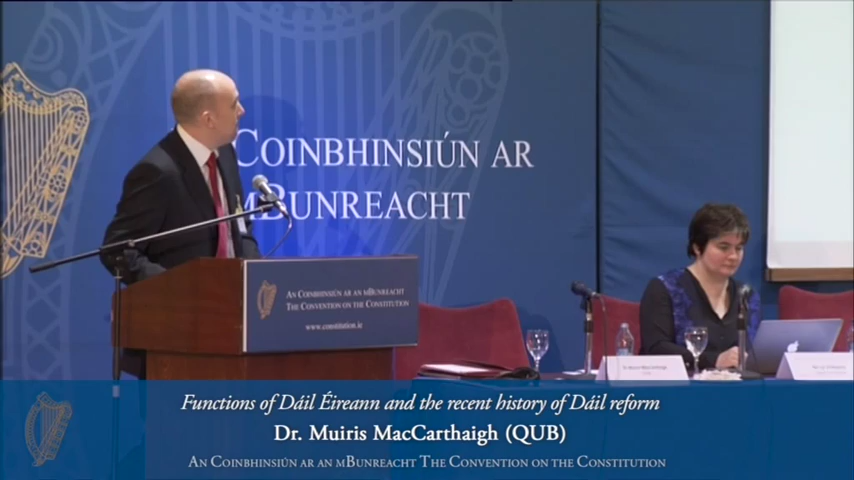 COINBHINSIÚN AR
MBUNREACHT
AN COINBHINSIÚN AR AN MBUNREACHT
THE CONVENTION ON THE CONSTITUTION
www.constitution.ie
Functions of Dáil Éireann and the recent history of Dáil reform
Dr. Muiris MacCarthaigh (QUB)
AN COINBHINSIÚN AR AN MBUNREACHT THE CONVENTION ON THE CONSTITUTION